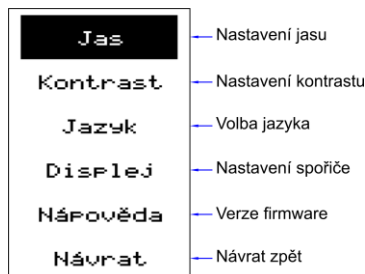 Jas Nastavení jasu
Kontrast Nastavení kontrastu
Jazyk Volba jazyka
Displej Nastavení spořiče
Nápověda Verze firmware
Návrat Návrat zpět